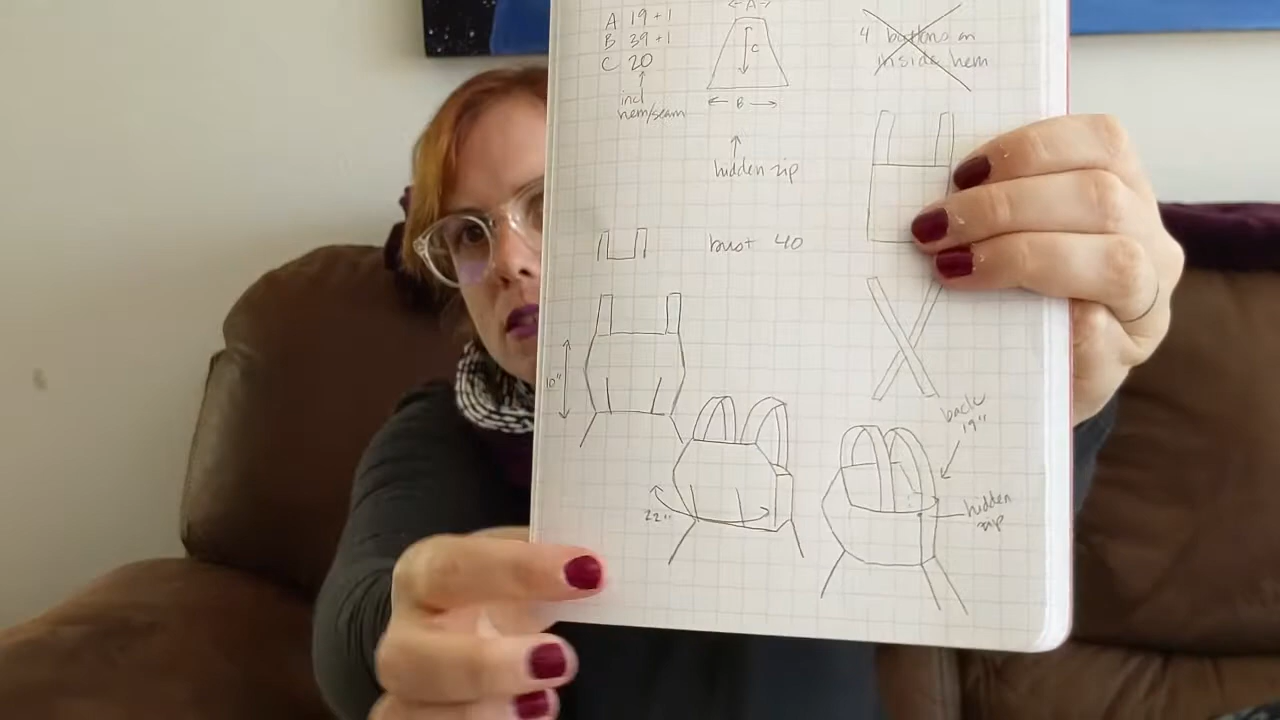 A 19 + 1
B 39 + 1
C 20
incl
hem/seam
A
C
B
4 buttons on
inside hem
hidden zip
bust 40
10"
22"
back
19"
hidden
zip